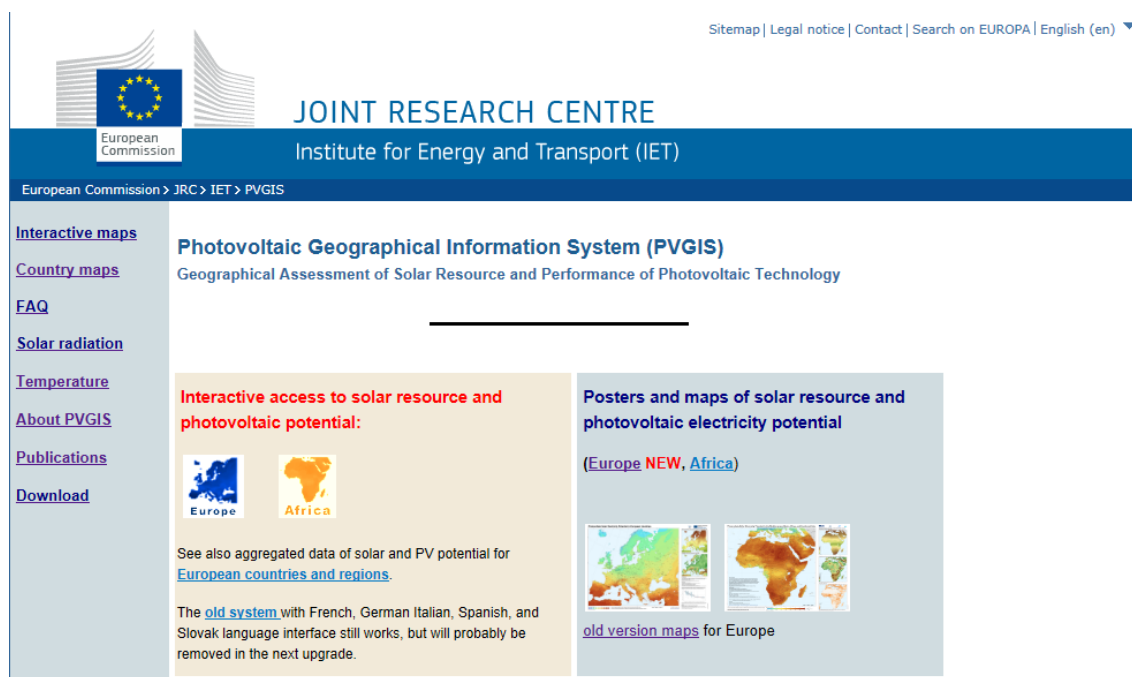 Sitemap | Legal notice | Contact | Search on EUROPA | English (en)
European
Commission
JOINT RESEARCH CENTRE
Institute for Energy and Transport (IET)
European Commission > JRC > IET > PVGIS
Interactive maps
Country maps
FAQ
Solar radiation
Temperature
About PVGIS
Publications
Download
Photovoltaic Geographical Information System (PVGIS)
Geographical Assessment of Solar Resource and Performance of Photovoltaic Technology
Interactive access to solar resource and
photovoltaic potential:
Europe
Africa
See also aggregated data of solar and PV potential for
European countries and regions.
The old system with French, German Italian, Spanish, and
Slovak language interface still works, but will probably be
removed in the next upgrade.
Posters and maps of solar resource and
photovoltaic electricity potential
(Europe NEW, Africa)
old version maps for Europe